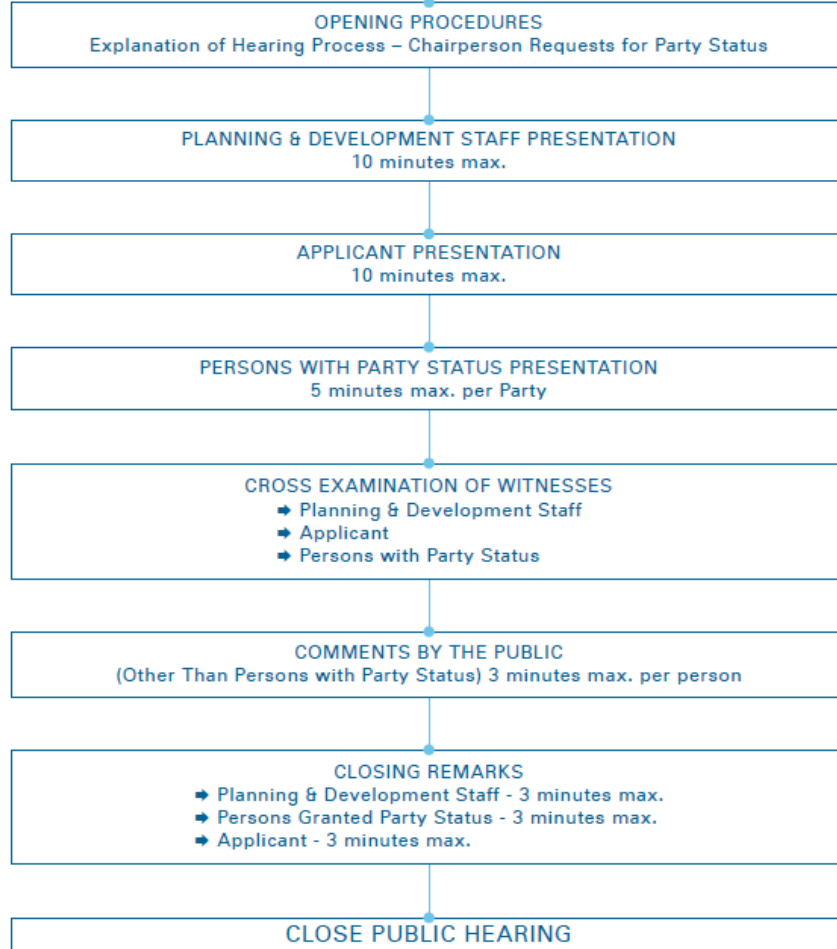 OPENING PROCEDURES
Explanation of Hearing Process – Chairperson Requests for Party Status
PLANNING & DEVELOPMENT STAFF PRESENTATION
10 minutes max.
APPLICANT PRESENTATION
10 minutes max.
PERSONS WITH PARTY STATUS PRESENTATION
5 minutes max. per Party
CROSS EXAMINATION OF WITNESSES
➡ Planning & Development Staff
➡ Applicant
➡ Persons with Party Status
COMMENTS BY THE PUBLIC
(Other Than Persons with Party Status) 3 minutes max. per person
CLOSING REMARKS
➡ Planning & Development Staff - 3 minutes max.
➡ Persons Granted Party Status - 3 minutes max.
➡ Applicant - 3 minutes max.
CLOSE PUBLIC HEARING